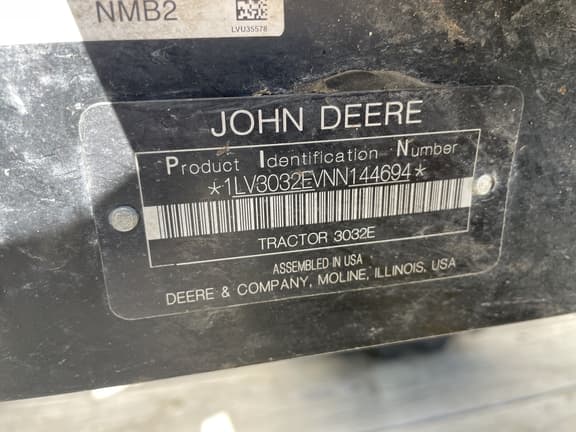 NMB2
LVU35578
JOHN DEERE
Product Identification Number
*1LV3032EVNN144694*
TRACTOR 3032E
ASSEMBLED IN USA
DEERE & COMPANY, MOLINE, ILLINOIS, USA